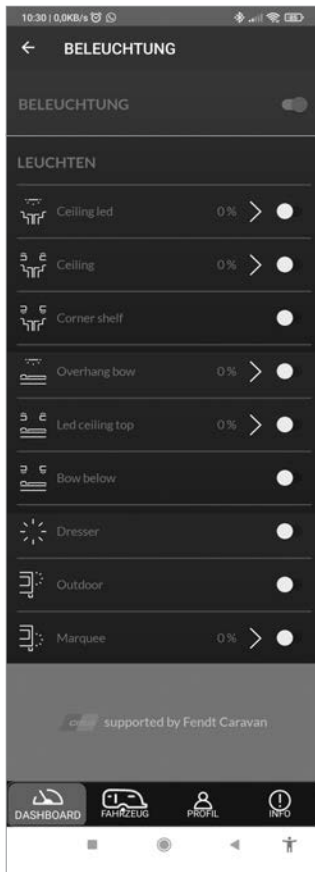 10:30 | 0,0KB/s
BELEUCHTUNG
BELEUCHTUNG
LEUCHTEN
Ceiling led 0 %
Ceiling 0 %
Corner shelf
Overhang bow 0 %
Led ceiling top 0 %
Bow below
Dresser
Outdoor
Marquee 0 %
supported by Fendt Caravan
DASHBOARD FAHRZEUG PROFIL INFO